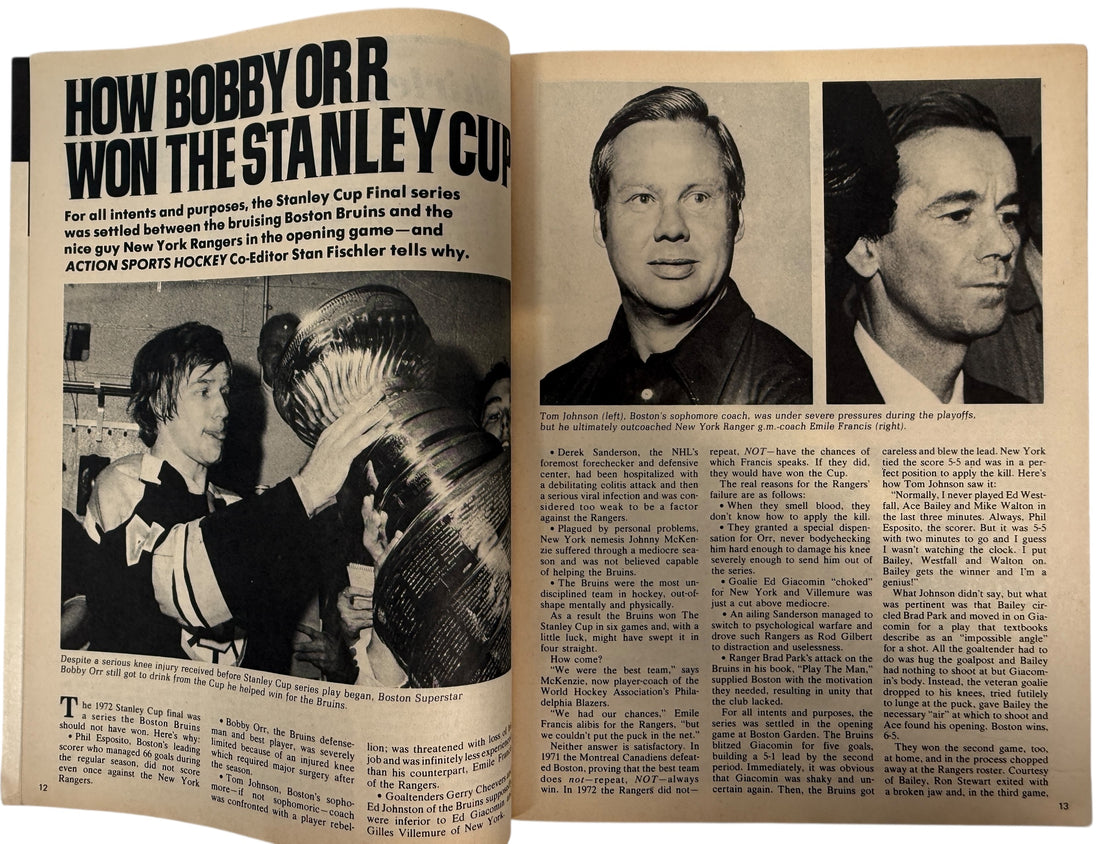 HOW BOBBY ORR
WON THE STANLEY CUP
For all intents and purposes, the Stanley Cup Final series
was settled between the bruising Boston Bruins and the
nice guy New York Rangers in the opening game—and
ACTION SPORTS HOCKEY Co-Editor Stan Fischler tells why.
Despite a serious knee injury received before Stanley Cup series play began, Boston Superstar
Bobby Orr still got to drink from the Cup he helped win for the Bruins.
The 1972 Stanley Cup final was
a series the Boston Bruins
should not have won. Here's why:
• Phil Esposito, Boston's leading
scorer who managed 66 goals during
the regular season, did not score
even once against the New York
Rangers.
• Bobby Orr, the Bruins defense-
man and best player, was severely
limited because of an injured knee
which required major surgery after
the season.
• Tom Johnson, Boston's sopho-
more—if not sophomoric—coach
was confronted with a player rebel-
lion; was threatened with loss of
job and was infinitely less experienced
than his counterpart, Emile
of the Rangers.
• Goaltenders Gerry Cheevers and
Ed Johnston of the Bruins
were inferior to Ed Giacomin
Gilles Villemure of New York.
12
Tom Johnson (left), Boston's sophomore coach, was under severe pressures during the playoffs,
but he ultimately outcoached New York Ranger g.m.-coach Emile Francis (right).
• Derek Sanderson, the NHL's
foremost forechecker and defensive
center, had been hospitalized with
a debilitating colitis attack and then
a serious viral infection and was con-
sidered too weak to be a factor
against the Rangers.
• Plagued by personal problems,
New York nemesis Johnny McKen-
zie suffered through a mediocre sea-
son and was not believed capable
of helping the Bruins.
• The Bruins were the most un-
disciplined team in hockey, out-of-
shape mentally and physically.
As a result the Bruins won The
Stanley Cup in six games and, with a
little luck, might have swept it in
four straight.
How come?
"We were the best team," says
McKenzie, now player-coach of the
World Hockey Association's Phila-
delphia Blazers.
"We had our chances," Emile
Francis alibis for the Rangers, "but
we couldn't put the puck in the net."
Neither answer is satisfactory. In
1971 the Montreal Canadiens defeat-
ed Boston, proving that the best team
does not—repeat, NOT—always
win. In 1972 the Rangers did not—
repeat, NOT—have the chances of
which Francis speaks. If they did,
they would have won the Cup.
The real reasons for the Rangers'
failure are as follows:
• When they smell blood, they
don't know how to apply the kill.
• They granted a special dispen-
sation for Orr, never bodychecking
him hard enough to damage his knee
severely enough to send him out of
the series.
• Goalie Ed Giacomin "choked"
for New York and Villemure was
just a cut above mediocre.
• An ailing Sanderson managed to
switch to psychological warfare and
drove such Rangers as Rod Gilbert
to distraction and uselessness.
• Ranger Brad Park's attack on the
Bruins in his book, "Play The Man,"
supplied Boston with the motivation
they needed, resulting in unity that
the club lacked.
For all intents and purposes, the
series was settled in the opening
game at Boston Garden. The Bruins
blitzed Giacomin for five goals,
building a 5-1 lead by the second
period. Immediately, it was obvious
that Giacomin was shaky and un-
certain again. Then, the Bruins got
careless and blew the lead. New York
tied the score 5-5 and was in a per-
fect position to apply the kill. Here's
how Tom Johnson saw it:
"Normally, I never played Ed West-
fall, Ace Bailey and Mike Walton in
the last three minutes. Always, Phil
Esposito, the scorer. But it was 5-5
with two minutes to go and I guess
I wasn't watching the clock. I put
Bailey, Westfall and Walton on.
Bailey gets the winner and I'm a
genius!"
What Johnson didn't say, but what
was pertinent was that Bailey cir-
cled Brad Park and moved in on Gia-
comin for a play that textbooks
describe as an "impossible angle"
for a shot. All the goaltender had to
do was hug the goalpost and Bailey
had nothing to shoot at but Giacom-
in's body. Instead, the veteran goalie
dropped to his knees, tried futilely
to lunge at the puck, gave Bailey the
necessary "air" at which to shoot and
Ace found his opening. Boston wins,
6-5.
They won the second game, too,
at home, and in the process chopped
away at the Rangers roster. Courtesy
of Bailey, Ron Stewart exited with
a broken jaw and, in the third game,
13